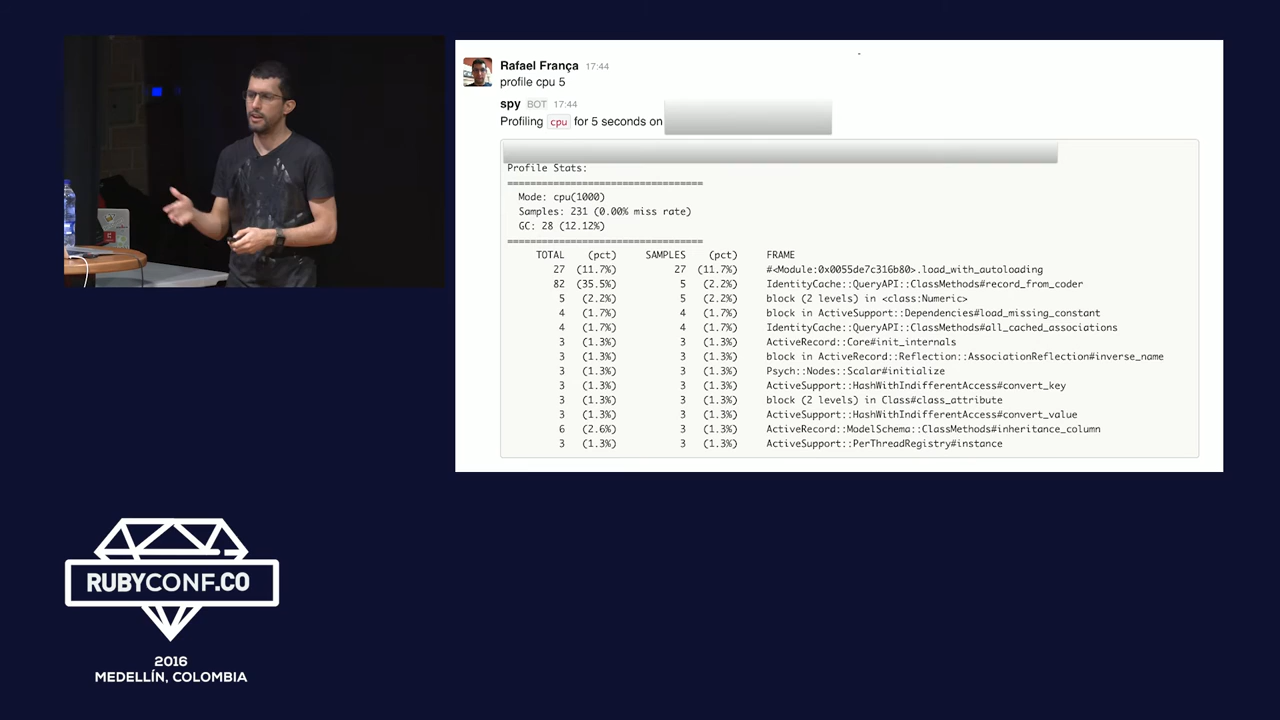 Rafael França 17:44
profile cpu 5
spy BOT 17:44
Profiling cpu for 5 seconds on
Profile Stats:
==================================
Mode: cpu(1000)
Samples: 231 (0.00% miss rate)
GC: 28 (12.12%)
==================================
TOTAL (pct) SAMPLES (pct) FRAME
27 (11.7%) 27 (11.7%) #<Module:0x0055de7c316b80>.load_with_autoloading
82 (35.5%) 5 (2.2%) IdentityCache::QueryAPI::ClassMethods#record_from_coder
5 (2.2%) 5 (2.2%) block (2 levels) in <class:Numeric>
4 (1.7%) 4 (1.7%) block in ActiveSupport::Dependencies#load_missing_constant
4 (1.7%) 4 (1.7%) IdentityCache::QueryAPI::ClassMethods#all_cached_associations
3 (1.3%) 3 (1.3%) ActiveRecord::Core#init_internals
3 (1.3%) 3 (1.3%) block in ActiveRecord::Reflection::AssociationReflection#inverse_name
3 (1.3%) 3 (1.3%) Psych::Nodes::Scalar#initialize
3 (1.3%) 3 (1.3%) ActiveSupport::HashWithIndifferentAccess#convert_key
3 (1.3%) 3 (1.3%) block (2 levels) in Class#class_attribute
3 (1.3%) 3 (1.3%) ActiveSupport::HashWithIndifferentAccess#convert_value
6 (2.6%) 3 (1.3%) ActiveRecord::ModelSchema::ClassMethods#inheritance_column
3 (1.3%) 3 (1.3%) ActiveSupport::PerThreadRegistry#instance
RUBYCONF.CO
2016
MEDELLÍN, COLOMBIA